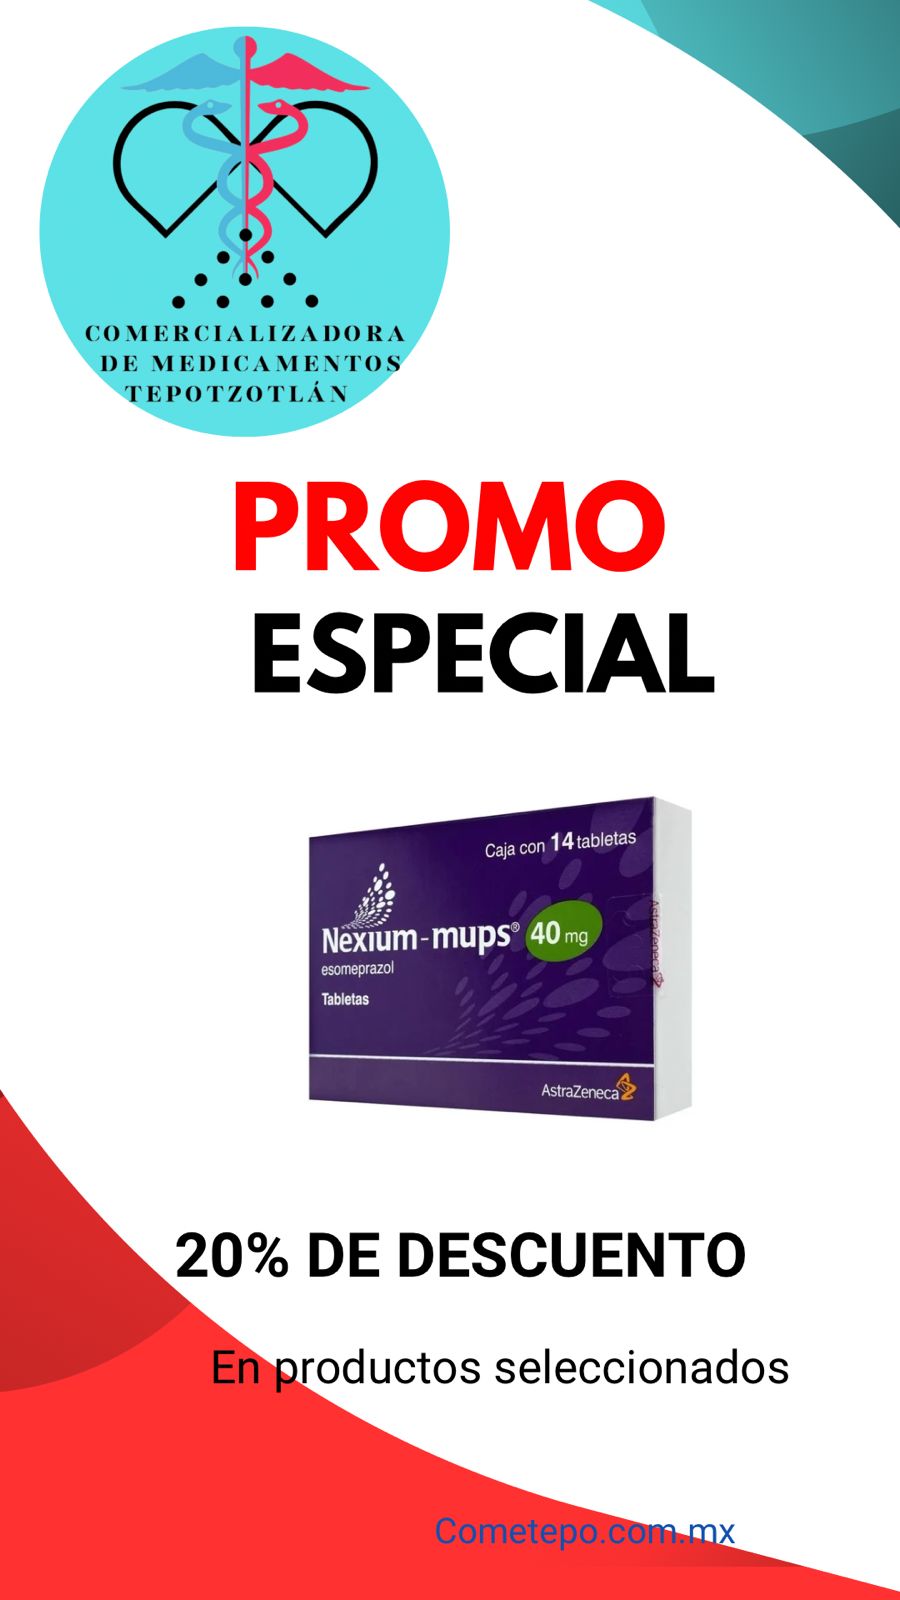 COMERCIALIZADORA
DE MEDICAMENTOS
TEPOTZOTLÁN
PROMO
ESPECIAL
Caja con 14 tabletas
Nexium-mups® 40 mg
esomeprazol
Tabletas
AstraZeneca
AstraZeneca
20% DE DESCUENTO
En productos seleccionados
Cometepo.com.mx